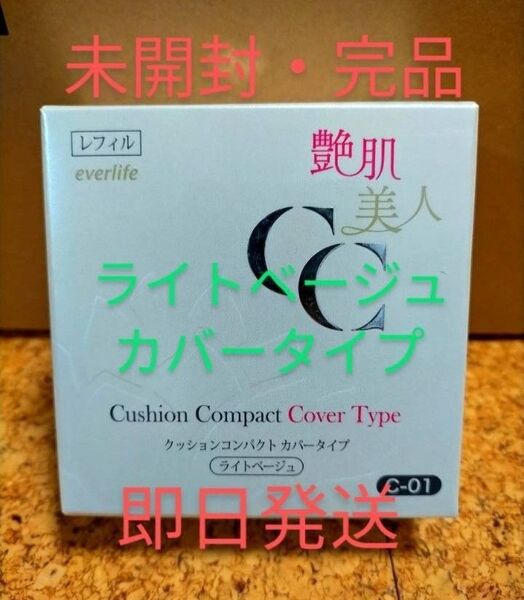 未開封・完品
レフィル
everlife
艶肌
美人
CC
ライトベージュ
カバータイプ
Cushion Compact Cover Type
クッションコンパクト カバータイプ
ライトベージュ
C-01
即日発送